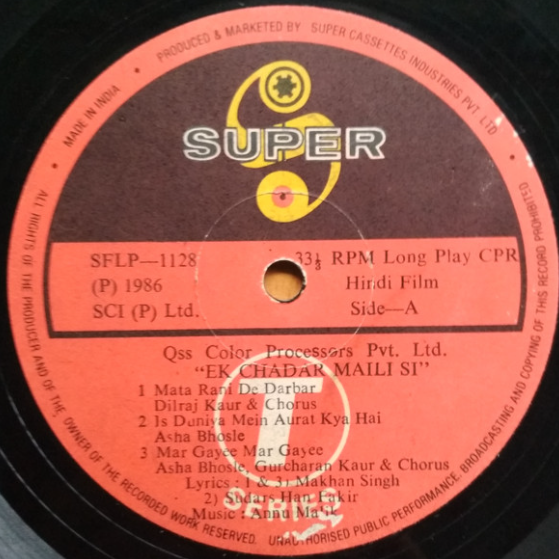 MADE IN INDIA • PRODUCED & MARKETED BY SUPER CASSETTES INDUSTRIES PVT. LTD •
SUPER
SFLP—1128
33⅓ RPM Long Play CPR
(P) 1986
Hindi Film
SCI (P) Ltd.
Side—A
Qss Color Processors Pvt. Ltd.
"EK CHADAR MAILI SI"
1 Mata Rani De Darbar
Dilraj Kaur & Chorus
2 Is Duniya Mein Aurat Kya Hai
Asha Bhosle
3 Mar Gayee Mar Gayee
Asha Bhosle, Gurcharan Kaur & Chorus
Lyrics : 1 & 3) Makhan Singh
2) Sudars Han Fakir
Music : Annu Malik
T
SERIES
ALL RIGHTS OF THE PRODUCER AND OF THE OWNER OF THE RECORDED WORK RESERVED. UNAUTHORISED PUBLIC PERFORMANCE, BROADCASTING AND COPYING OF THIS RECORD PROHIBITED